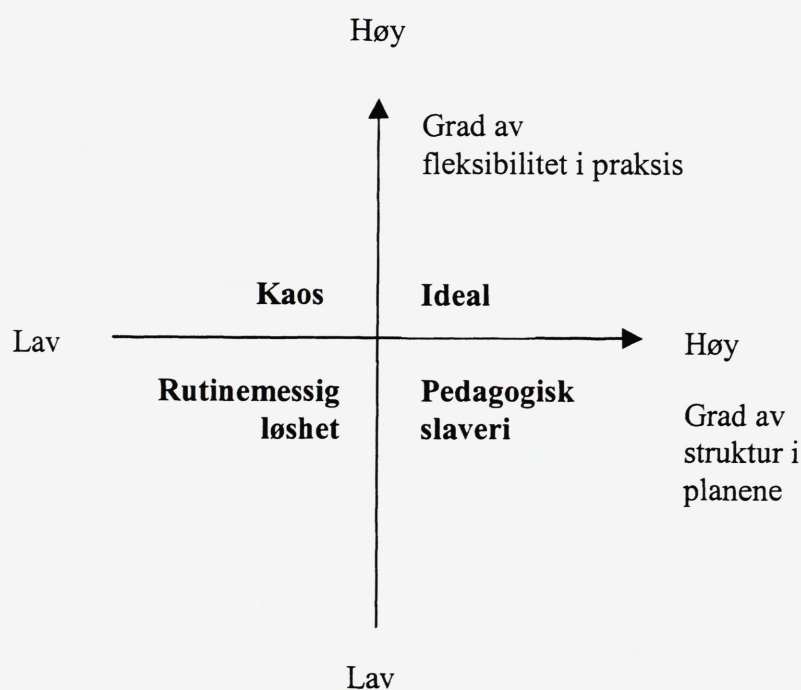 Høy
Grad av
fleksibilitet i praksis
Kaos
Ideal
Lav
Høy
Rutinemessig
løshet
Pedagogisk
slaveri
Grad av
struktur i
planene
Lav